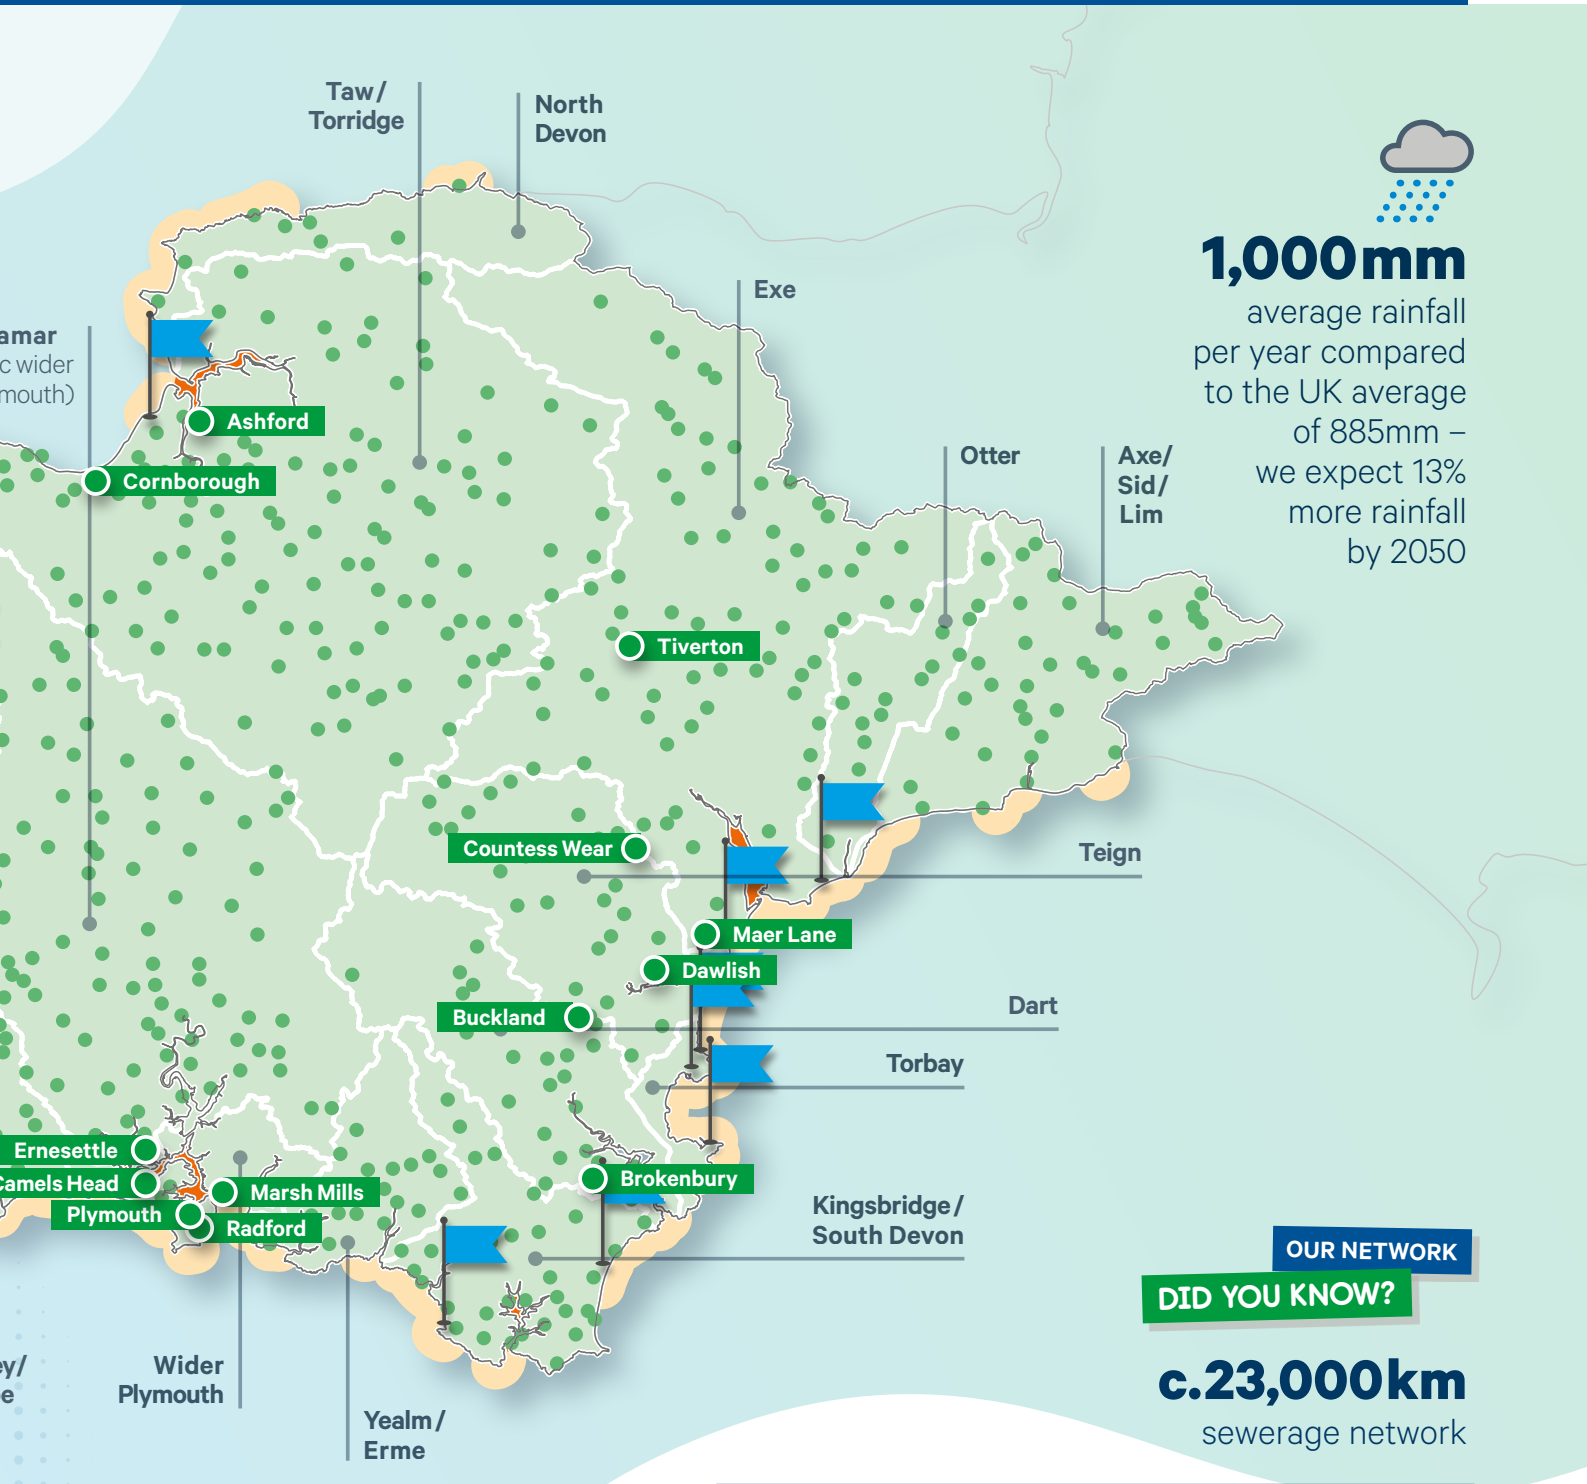 Taw/
Torridge
North
Devon
Exe
amar
c wider
mouth)
Ashford
Cornborough
Otter
Axe/
Sid/
Lim
1,000mm
average rainfall
per year compared
to the UK average
of 885mm –
we expect 13%
more rainfall
by 2050
Tiverton
Countess Wear
Teign
Maer Lane
Dawlish
Buckland
Dart
Torbay
Ernesettle
Camels Head
Plymouth
Marsh Mills
Radford
Brokenbury
Kingsbridge/
South Devon
OUR NETWORK
DID YOU KNOW?
c.23,000km
sewerage network
ey/
e
Wider
Plymouth
Yealm/
Erme